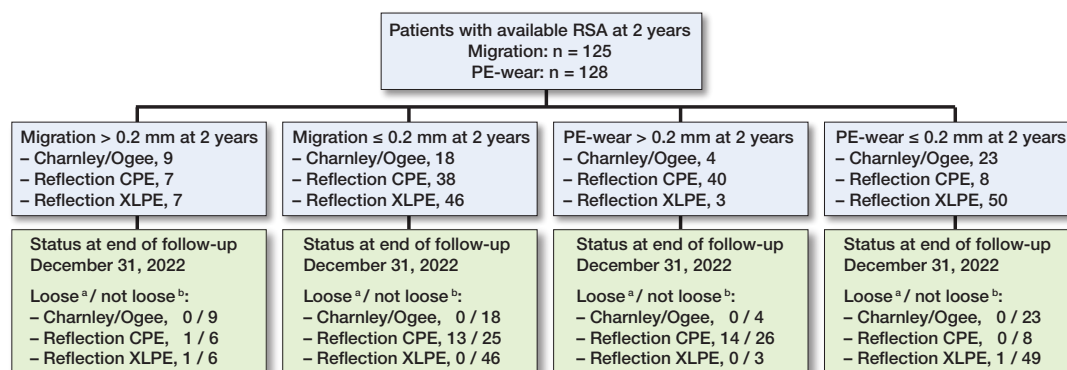 Patients with available RSA at 2 years
Migration: n = 125
PE-wear: n = 128
Migration > 0.2 mm at 2 years
– Charnley/Ogee, 9
– Reflection CPE, 7
– Reflection XLPE, 7
Migration ≤ 0.2 mm at 2 years
– Charnley/Ogee, 18
– Reflection CPE, 38
– Reflection XLPE, 46
PE-wear > 0.2 mm at 2 years
– Charnley/Ogee, 4
– Reflection CPE, 40
– Reflection XLPE, 3
PE-wear ≤ 0.2 mm at 2 years
– Charnley/Ogee, 23
– Reflection CPE, 8
– Reflection XLPE, 50
Status at end of follow-up
December 31, 2022
Loose a / not loose b:
– Charnley/Ogee, 0 / 9
– Reflection CPE, 1 / 6
– Reflection XLPE, 1 / 6
Status at end of follow-up
December 31, 2022
Loose a / not loose b:
– Charnley/Ogee, 0 / 18
– Reflection CPE, 13 / 25
– Reflection XLPE, 0 / 46
Status at end of follow-up
December 31, 2022
Loose a / not loose b:
– Charnley/Ogee, 0 / 4
– Reflection CPE, 14 / 26
– Reflection XLPE, 0 / 3
Status at end of follow-up
December 31, 2022
Loose a / not loose b:
– Charnley/Ogee, 0 / 23
– Reflection CPE, 0 / 8
– Reflection XLPE, 1 / 49